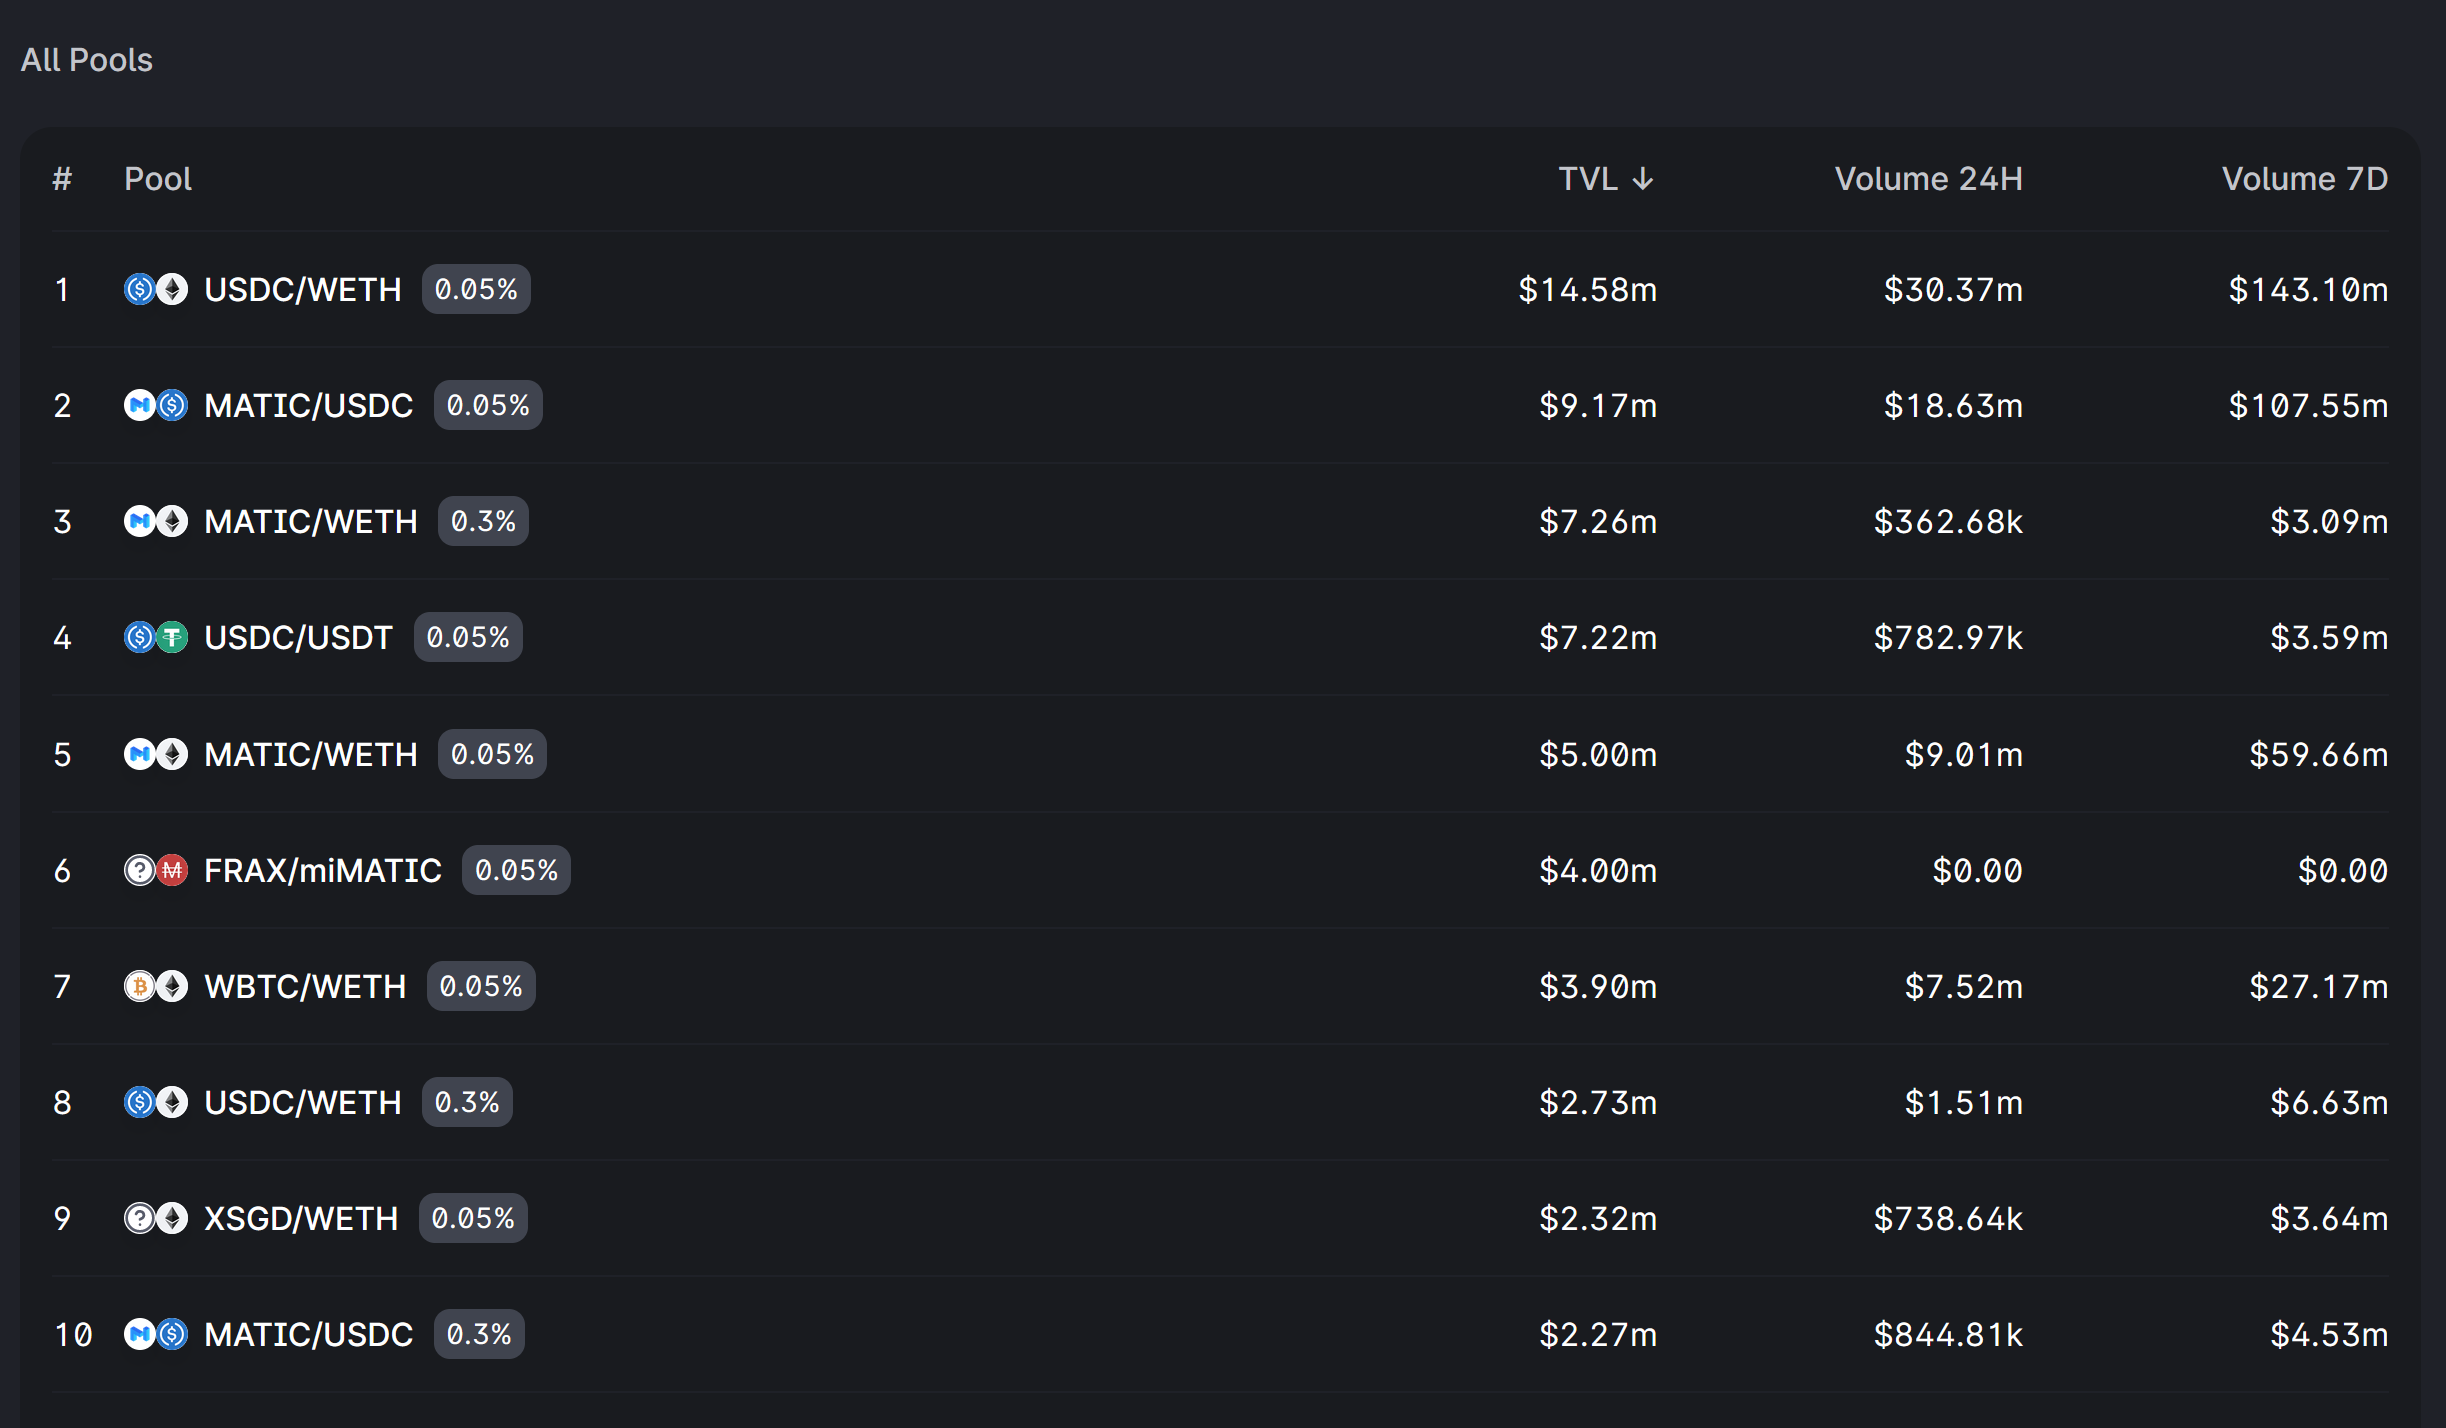 All Pools
# Pool TVL ↓ Volume 24H Volume 7D
1 USDC/WETH 0.05% $14.58m $30.37m $143.10m
2 MATIC/USDC 0.05% $9.17m $18.63m $107.55m
3 MATIC/WETH 0.3% $7.26m $362.68k $3.09m
4 USDC/USDT 0.05% $7.22m $782.97k $3.59m
5 MATIC/WETH 0.05% $5.00m $9.01m $59.66m
6 FRAX/miMATIC 0.05% $4.00m $0.00 $0.00
7 WBTC/WETH 0.05% $3.90m $7.52m $27.17m
8 USDC/WETH 0.3% $2.73m $1.51m $6.63m
9 XSGD/WETH 0.05% $2.32m $738.64k $3.64m
10 MATIC/USDC 0.3% $2.27m $844.81k $4.53m